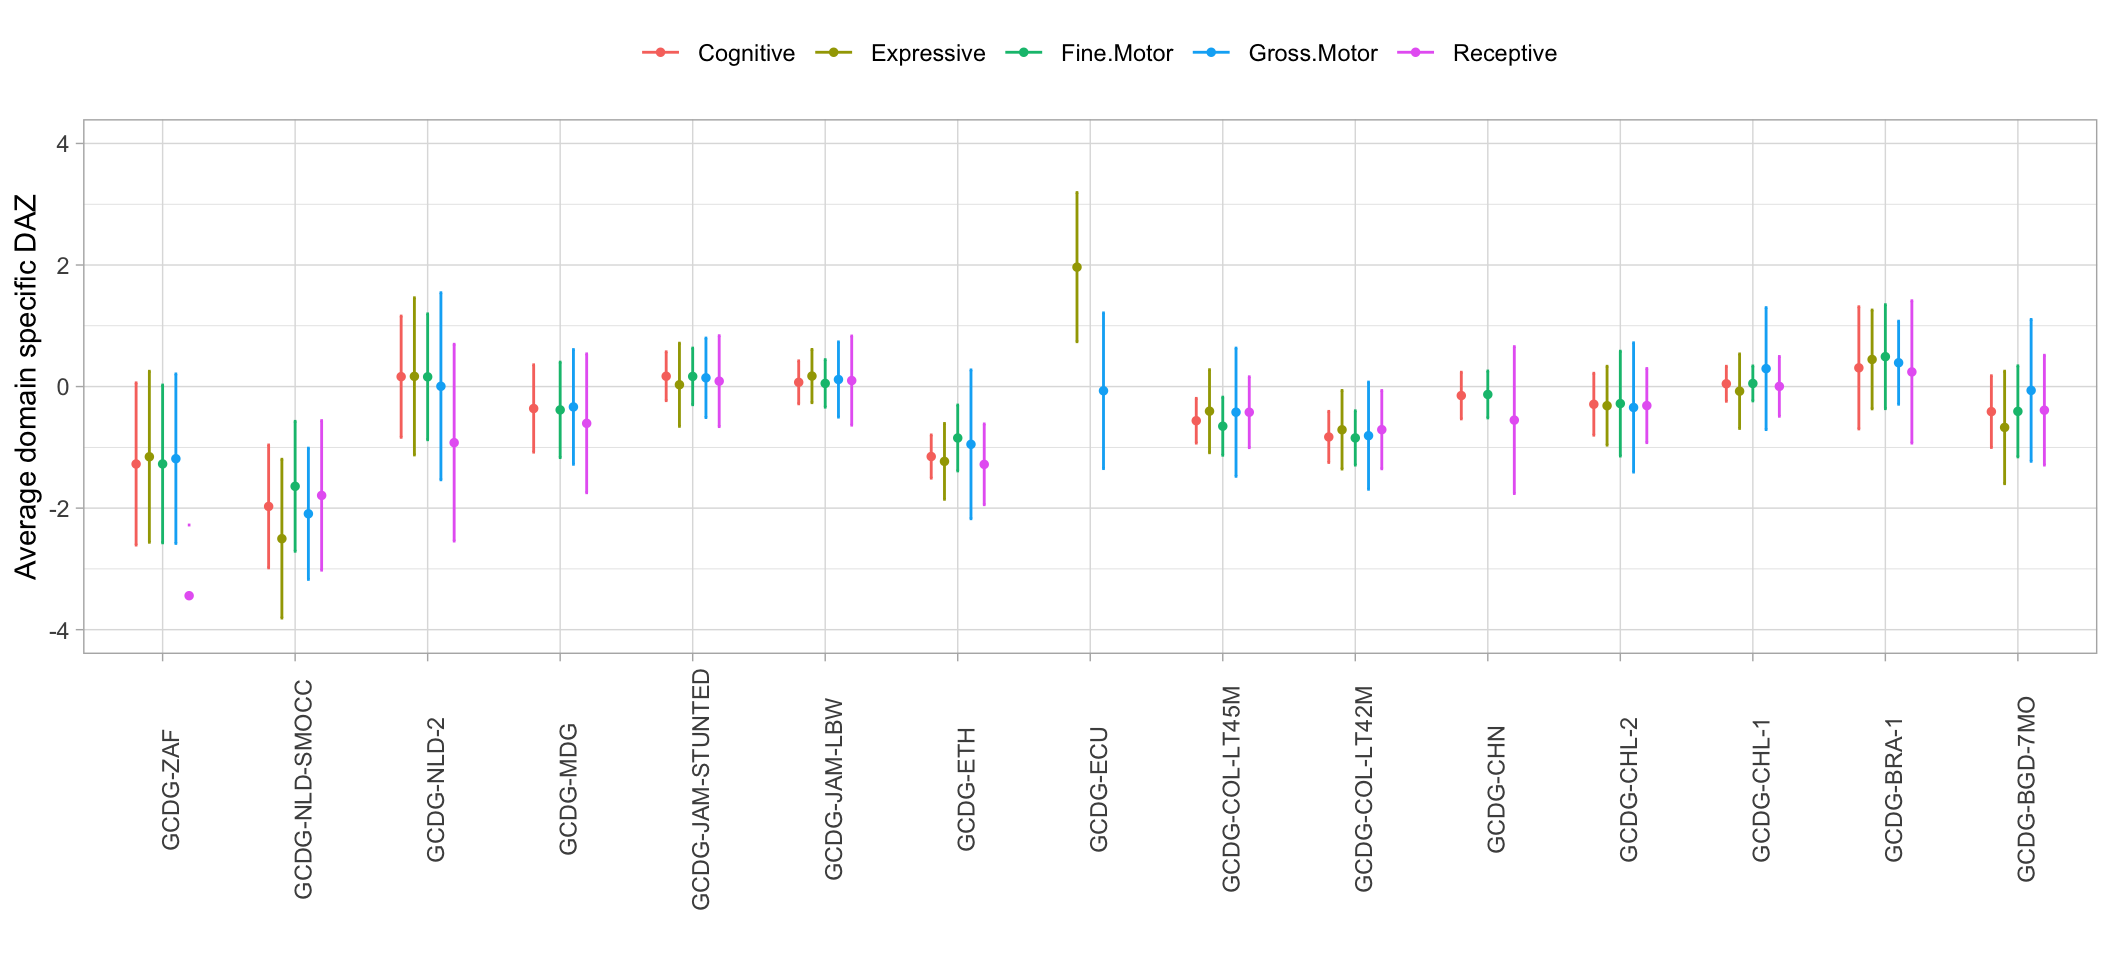 Cognitive Expressive Fine.Motor Gross.Motor Receptive
Average domain specific DAZ
4
2
0
-2
-4
GCDG-ZAF
GCDG-NLD-SMOCC
GCDG-NLD-2
GCDG-MDG
GCDG-JAM-STUNTED
GCDG-JAM-LBW
GCDG-ETH
GCDG-ECU
GCDG-COL-LT45M
GCDG-COL-LT42M
GCDG-CHN
GCDG-CHL-2
GCDG-CHL-1
GCDG-BRA-1
GCDG-BGD-7MO